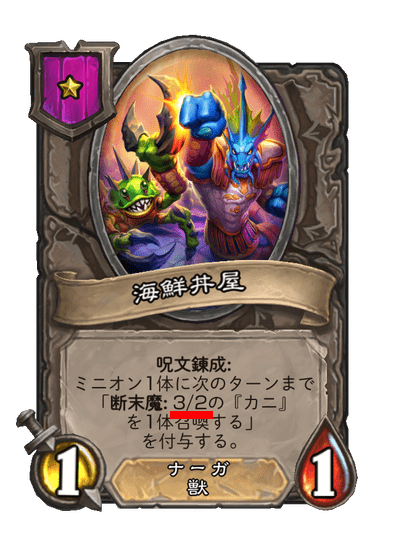 海鮮丼屋
呪文錬成:
ミニオン1体に次のターンまで
「断末魔: 3/2の『カニ』
を1体召喚する」
を付与する。
1
ナーガ
獣
1